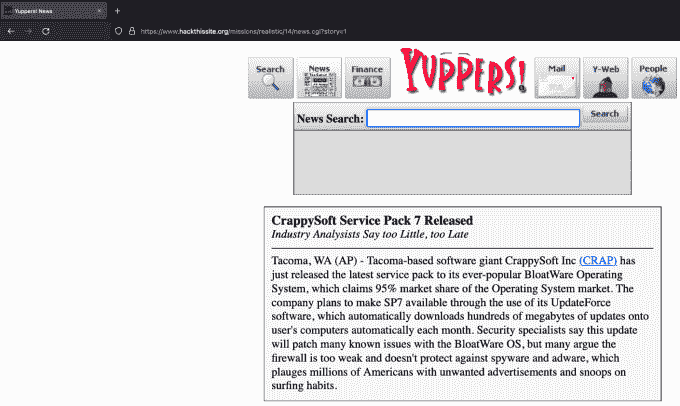 Yuppers! News
https://www.hackthissite.org/missions/realistic/14/news.cgi?story=1
Search News Finance YUPPERS! Mail Y-Web People
News Search: Search
CrappySoft Service Pack 7 Released
Industry Analysists Say too Little, too Late
Tacoma, WA (AP) - Tacoma-based software giant CrappySoft Inc (CRAP) has
just released the latest service pack to its ever-popular BloatWare Operating
System, which claims 95% market share of the Operating System market. The
company plans to make SP7 available through the use of its UpdateForce
software, which automatically downloads hundreds of megabytes of updates onto
user's computers automatically each month. Security specialists say this update
will patch many known issues with the BloatWare OS, but many argue the
firewall is too weak and doesn't protect against spyware and adware, which
plauges millions of Americans with unwanted advertisements and snoops on
surfing habits.